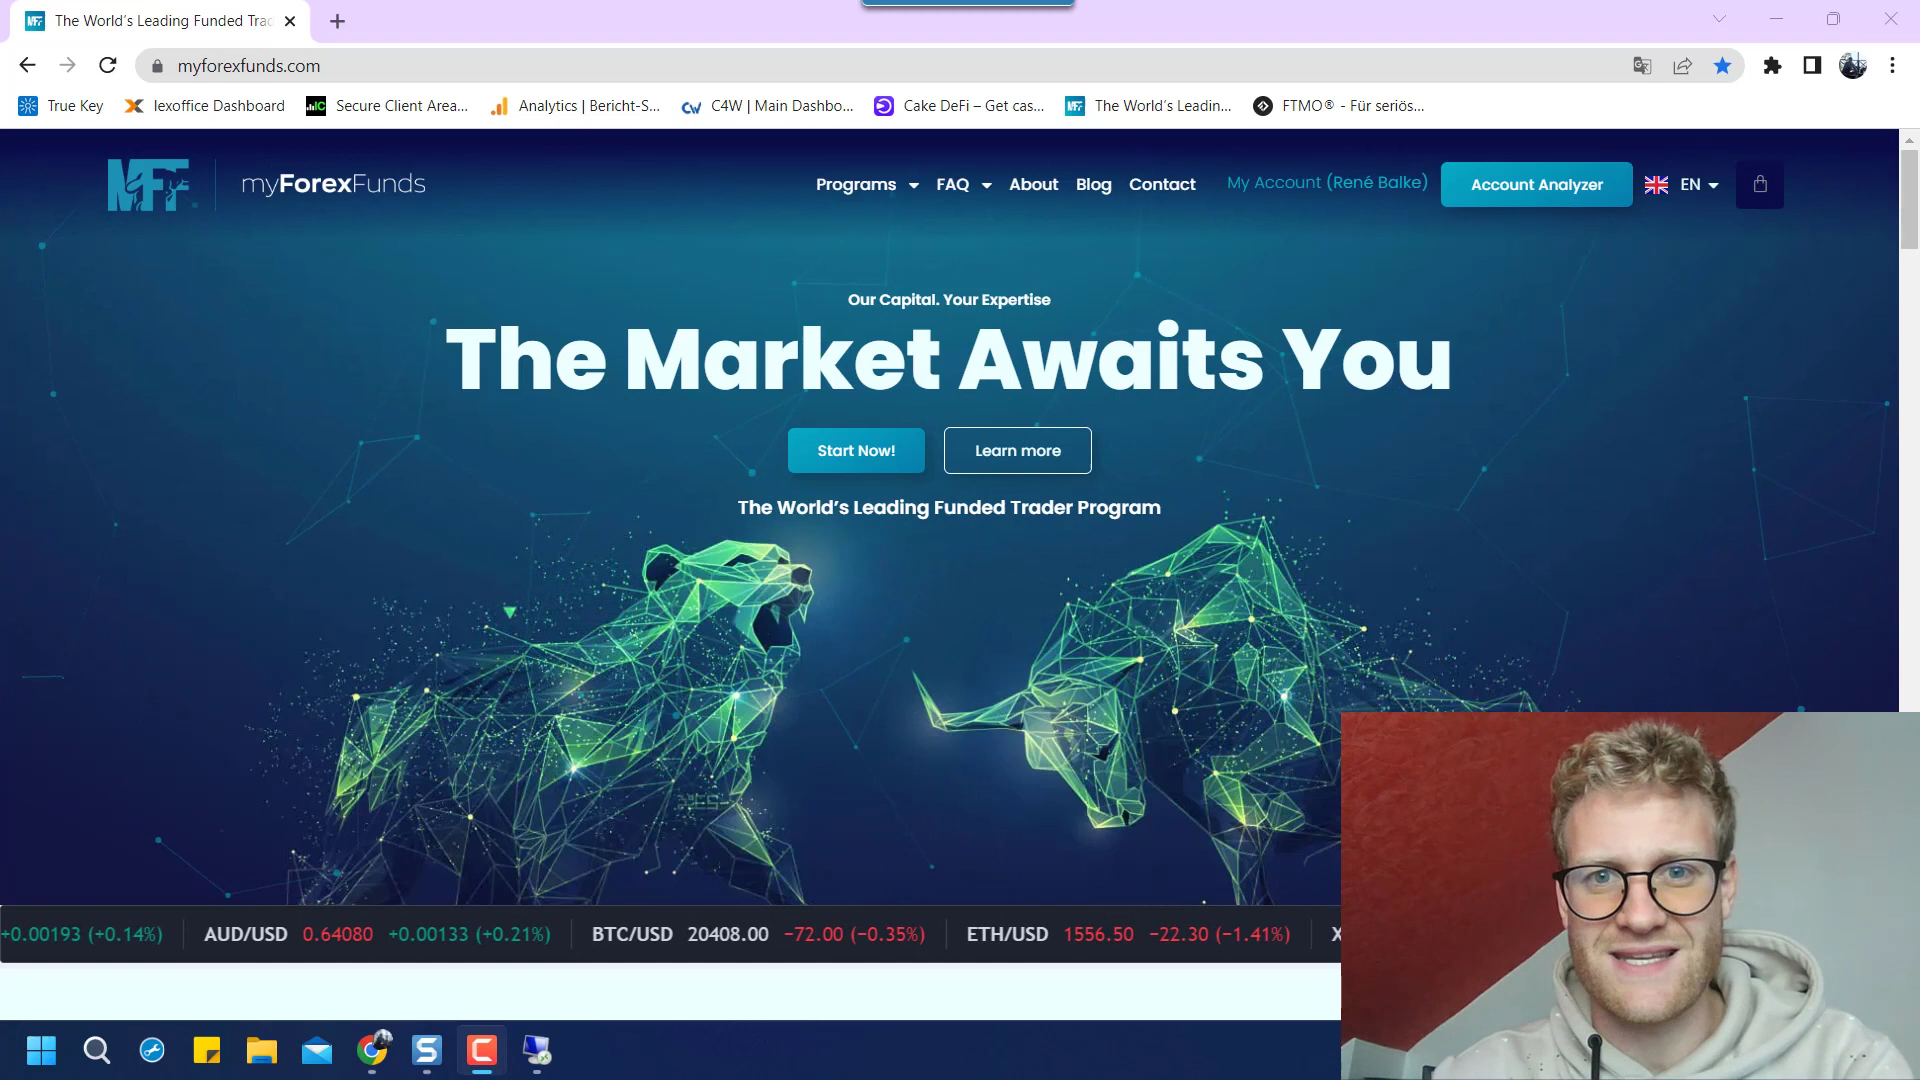 The World's Leading Funded Trad
myforexfunds.com
True Key
lexoffice Dashboard
Secure Client Area...
Analytics | Bericht-S...
C4W | Main Dashbo...
Cake DeFi – Get cas...
The World's Leadin...
FTMO® - Für seriös...
MFF
myForexFunds
Programs
FAQ
About
Blog
Contact
My Account (René Balke)
Account Analyzer
EN
Our Capital. Your Expertise
The Market Awaits You
Start Now!
Learn more
The World's Leading Funded Trader Program
+0.00193 (+0.14%)
AUD/USD 0.64080 +0.00133 (+0.21%)
BTC/USD 20408.00 −72.00 (−0.35%)
ETH/USD 1556.50 −22.30 (−1.41%)
X